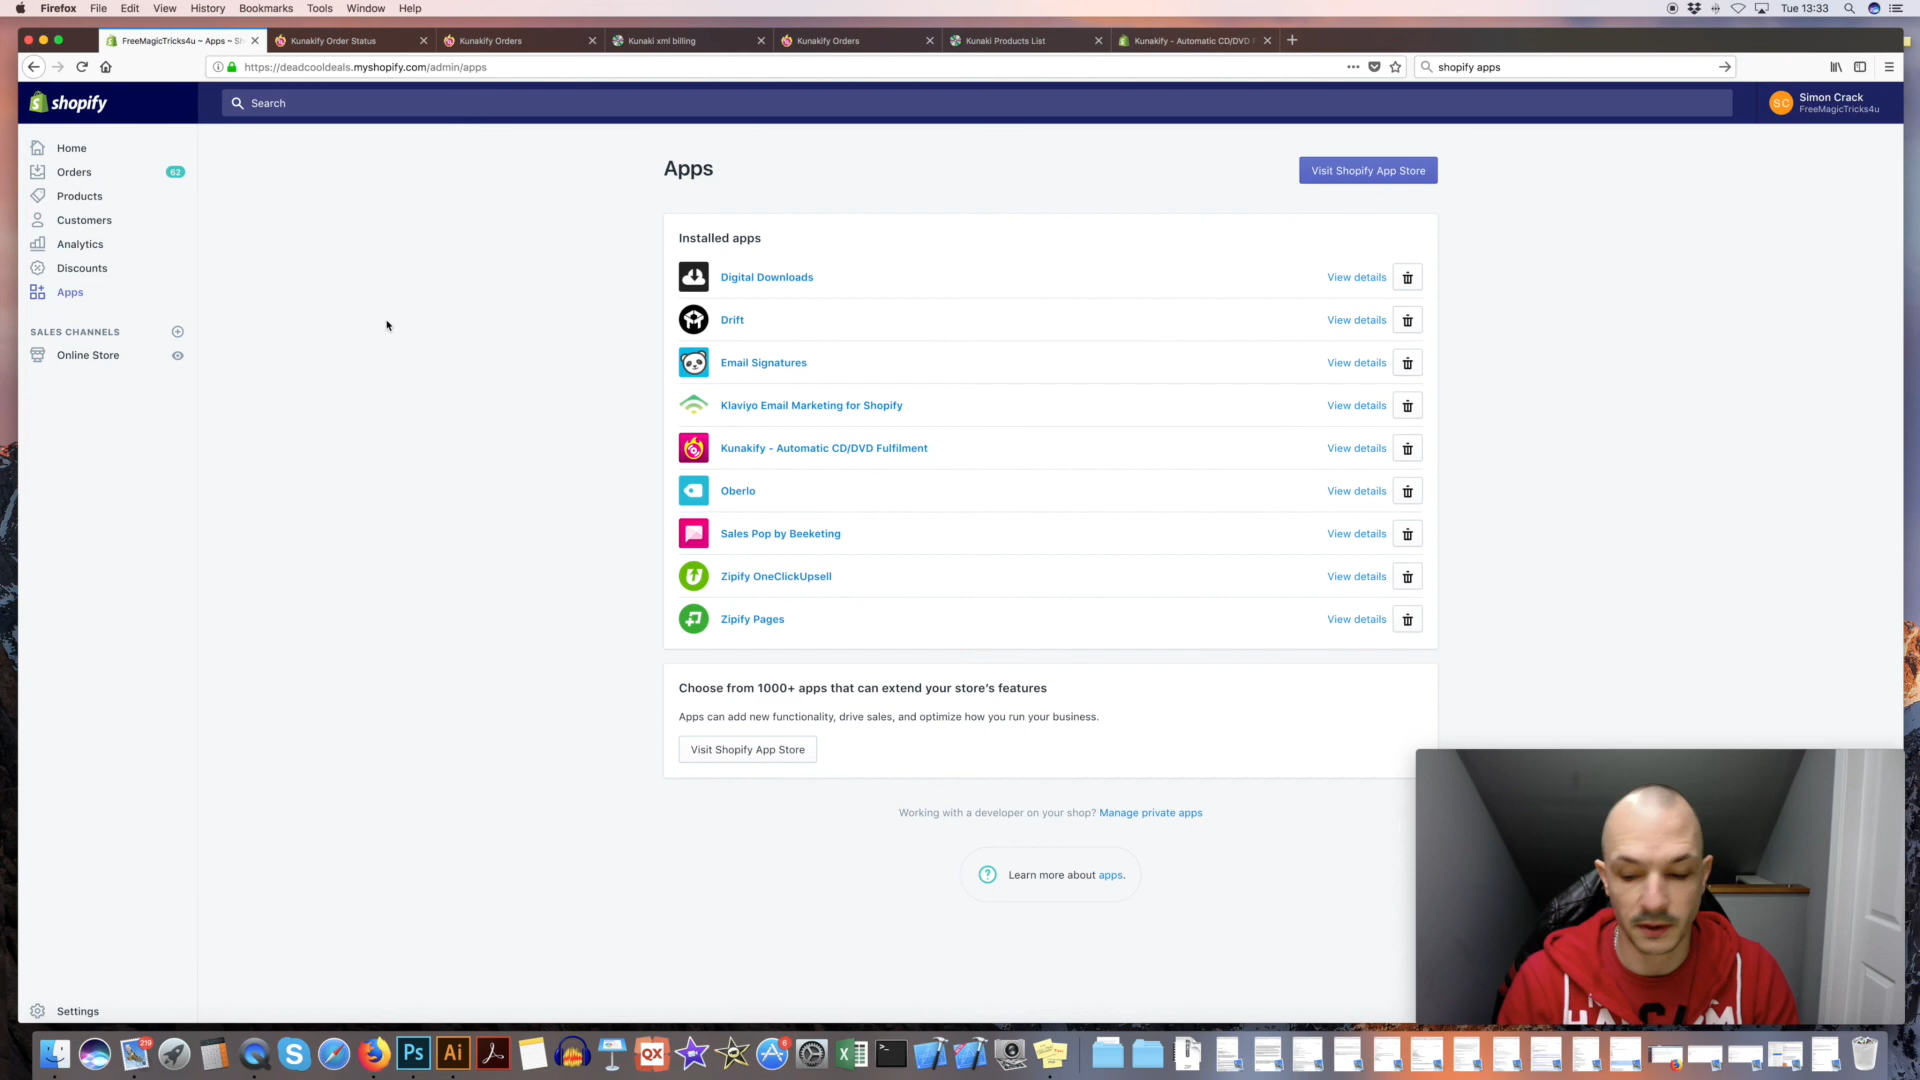 Firefox File Edit View History Bookmarks Tools Window Help Tue 13:33
FreeMagicTricks4u ~ Apps ~ Sh Kunakify Order Status Kunakify Orders Kunaki xml billing Kunakify Orders Kunaki Products List Kunakify - Automatic CD/DVD F
https://deadcooldeals.myshopify.com/admin/apps shopify apps
shopify Search SC Simon Crack
FreeMagicTricks4u
Home
Orders 62
Products
Customers
Analytics
Discounts
Apps
SALES CHANNELS
Online Store
Settings
Apps Visit Shopify App Store
Installed apps
Digital Downloads View details
Drift View details
Email Signatures View details
Klaviyo Email Marketing for Shopify View details
Kunakify - Automatic CD/DVD Fulfilment View details
Oberlo View details
Sales Pop by Beeketing View details
Zipify OneClickUpsell View details
Zipify Pages View details
Choose from 1000+ apps that can extend your store's features
Apps can add new functionality, drive sales, and optimize how you run your business.
Visit Shopify App Store
Working with a developer on your shop? Manage private apps
Learn more about apps.
219 Ps Ai QX 6